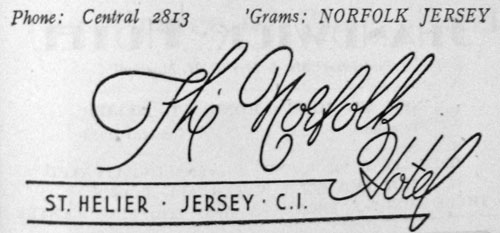 Phone: Central 2813 'Grams: NORFOLK JERSEY
The Norfolk
Hotel
ST. HELIER · JERSEY · C.I.